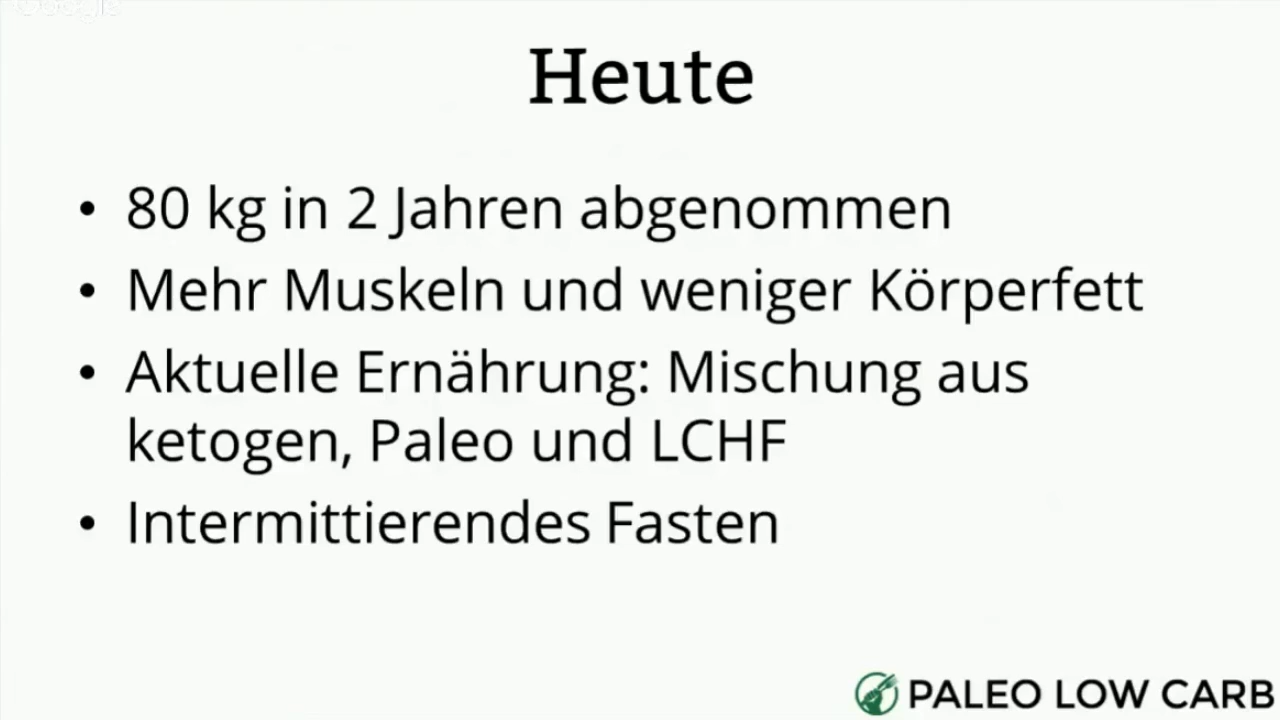 Google
Heute
• 80 kg in 2 Jahren abgenommen
• Mehr Muskeln und weniger Körperfett
• Aktuelle Ernährung: Mischung aus
ketogen, Paleo und LCHF
• Intermittierendes Fasten
PALEO LOW CARB